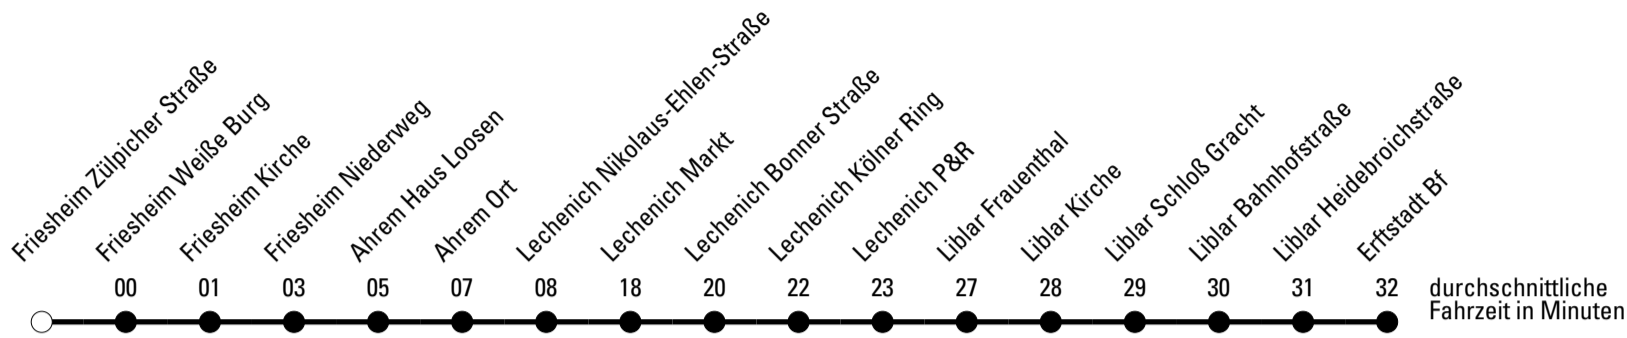 Friesheim Zülpicher Straße
Friesheim Weiße Burg
Friesheim Kirche
Friesheim Niederweg
Ahrem Haus Loosen
Ahrem Ort
Lechenich Nikolaus-Ehlen-Straße
Lechenich Markt
Lechenich Bonner Straße
Lechenich Kölner Ring
Lechenich P&R
Liblar Frauenthal
Liblar Kirche
Liblar Schloß Gracht
Liblar Bahnhofstraße
Liblar Heidebroichstraße
Erftstadt Bf
00 01 03 05 07 08 18 20 22 23 27 28 29 30 31 32
durchschnittliche
Fahrzeit in Minuten